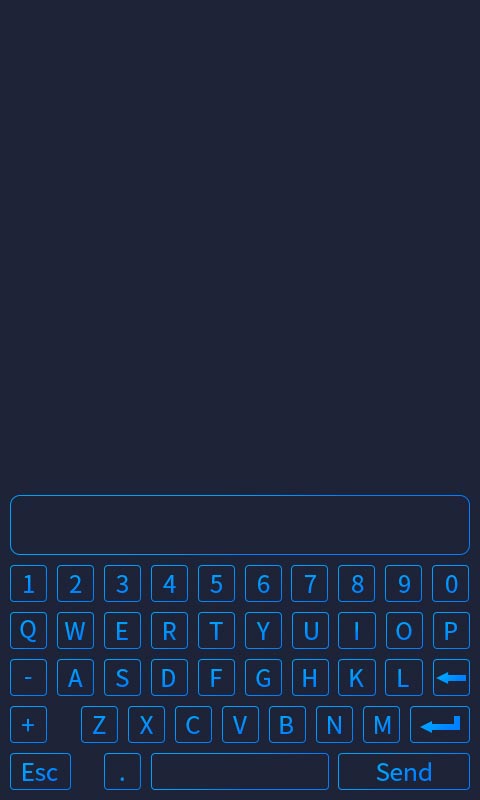 1 2 3 4 5 6 7 8 9 0
Q W E R T Y U I O P
- A S D F G H K L
+ Z X C V B N M
Esc . Send